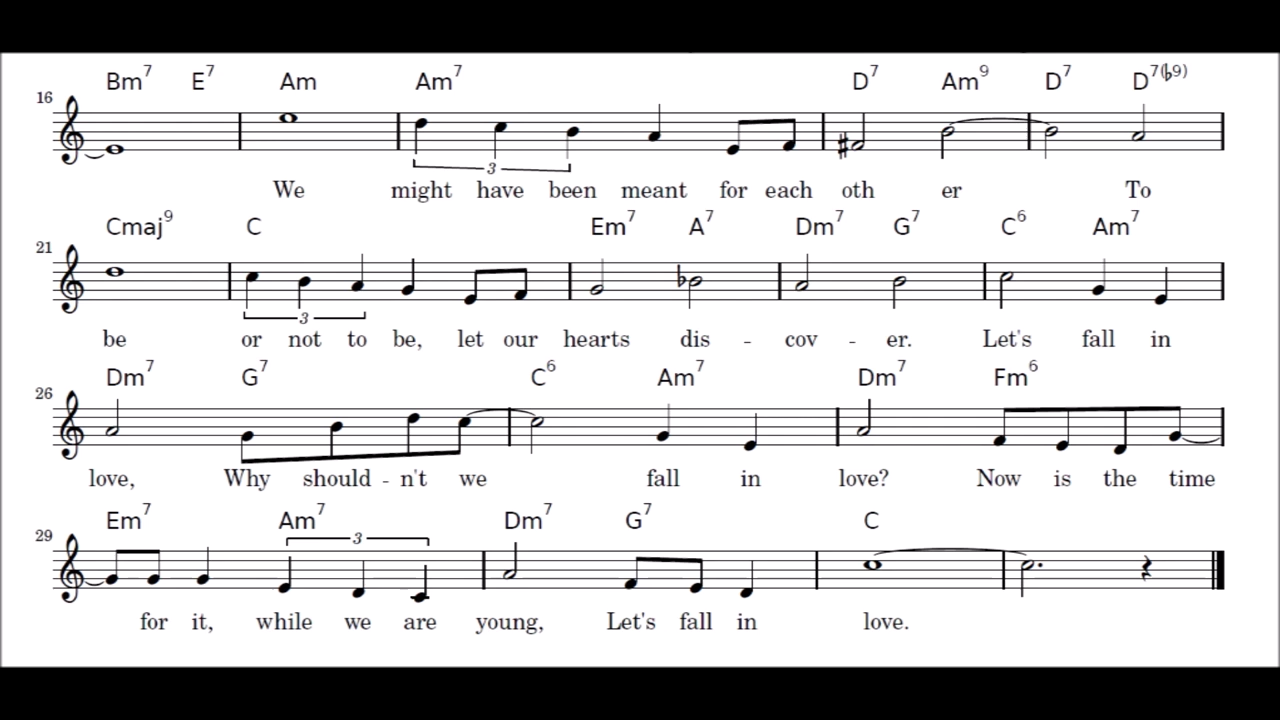 Bm7 E7 Am Am7 D7 Am9 D7 D7(♭9)
16
3
We might have been meant for each oth er To
Cmaj9 C Em7 A7 Dm7 G7 C6 Am7
21
3
be or not to be, let our hearts dis - cov - er. Let's fall in
Dm7 G7 C6 Am7 Dm7 Fm6
26
love, Why should - n't we fall in love? Now is the time
Em7 Am7 Dm7 G7 C
29
3
for it, while we are young, Let's fall in love.